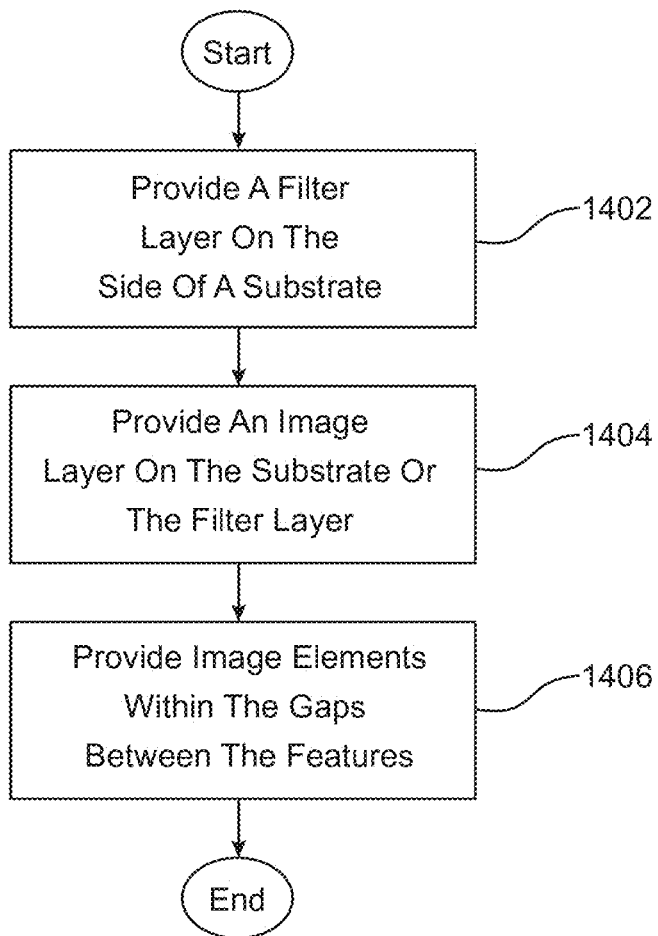 Start
Provide A Filter
Layer On The
Side Of A Substrate
1402
Provide An Image
Layer On The Substrate Or
The Filter Layer
1404
Provide Image Elements
Within The Gaps
Between The Features
1406
End